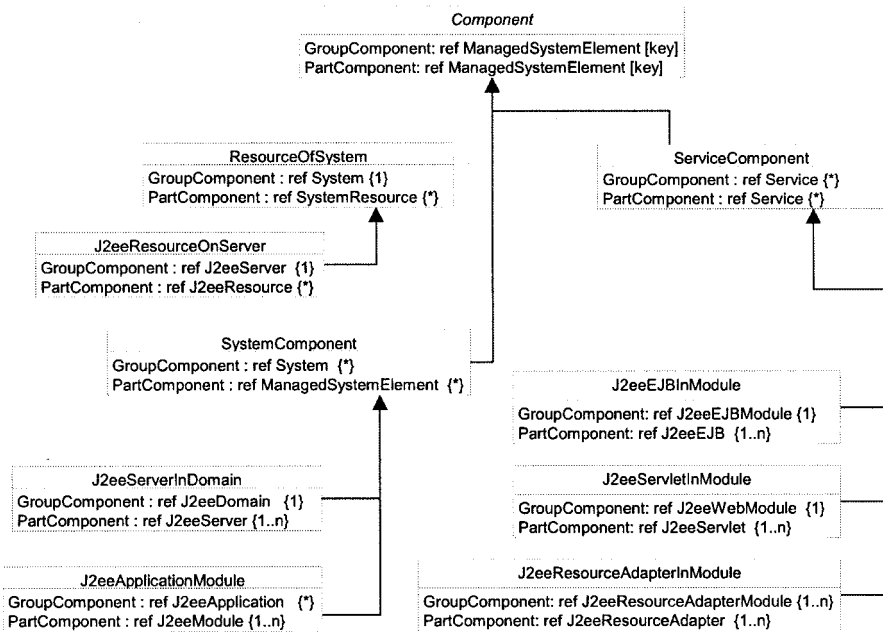 Component
GroupComponent: ref ManagedSystemElement [key]
PartComponent: ref ManagedSystemElement [key]
ResourceOfSystem
GroupComponent : ref System {1}
PartComponent : ref SystemResource {*}
ServiceComponent
GroupComponent : ref Service {*}
PartComponent : ref Service {*}
J2eeResourceOnServer
GroupComponent : ref J2eeServer {1}
PartComponent : ref J2eeResource {*}
SystemComponent
GroupComponent : ref System {*}
PartComponent : ref ManagedSystemElement {*}
J2eeEJBInModule
GroupComponent: ref J2eeEJBModule {1}
PartComponent: ref J2eeEJB {1..n}
J2eeServerInDomain
GroupComponent : ref J2eeDomain {1}
PartComponent : ref J2eeServer {1..n}
J2eeServletInModule
GroupComponent: ref J2eeWebModule {1}
PartComponent: ref J2eeServlet {1..n}
J2eeApplicationModule
GroupComponent : ref J2eeApplication {*}
PartComponent : ref J2eeModule {1..n}
J2eeResourceAdapterInModule
GroupComponent: ref J2eeResourceAdapterModule {1..n}
PartComponent : ref J2eeResourceAdapter {1..n}